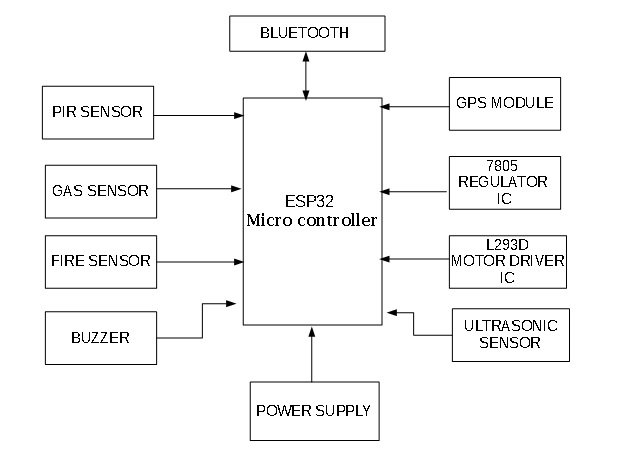 BLUETOOTH
PIR SENSOR
GPS MODULE
GAS SENSOR
7805
REGULATOR
IC
ESP32
Micro controller
FIRE SENSOR
L293D
MOTOR DRIVER
IC
BUZZER
ULTRASONIC
SENSOR
POWER SUPPLY